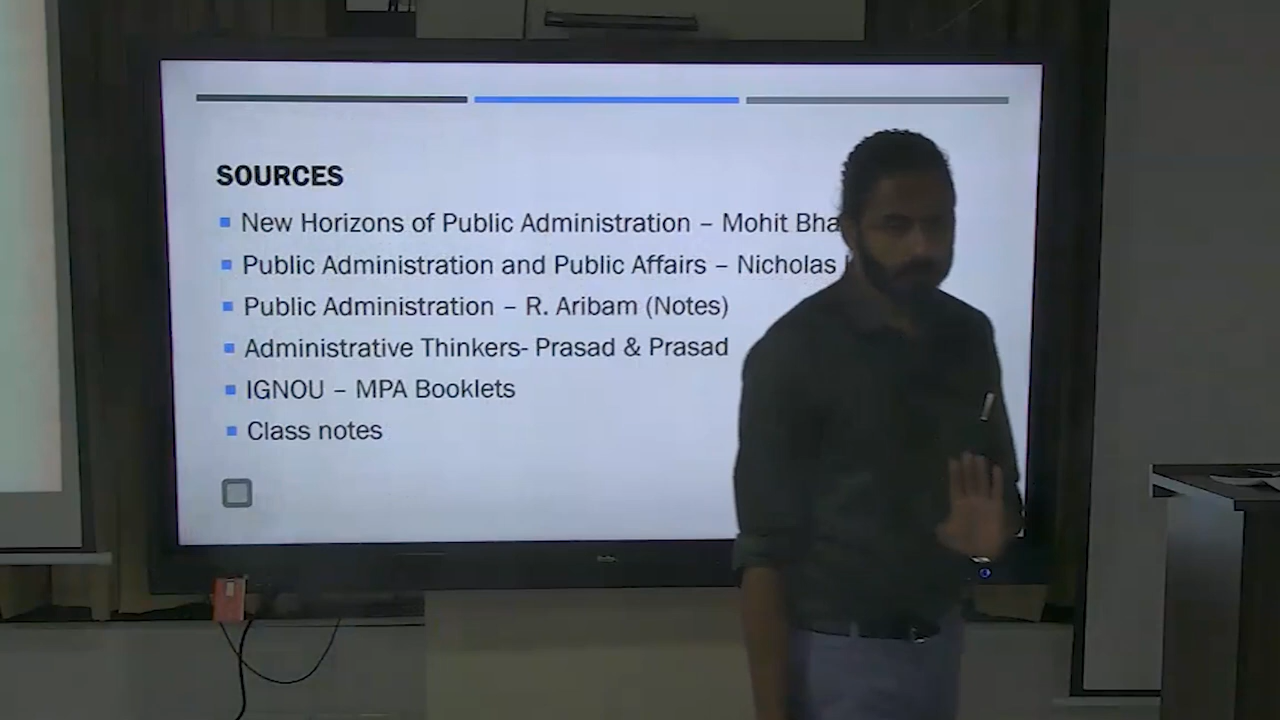 SOURCES
New Horizons of Public Administration – Mohit Bha
Public Administration and Public Affairs – Nicholas
Public Administration – R. Aribam (Notes)
Administrative Thinkers- Prasad & Prasad
IGNOU – MPA Booklets
Class notes